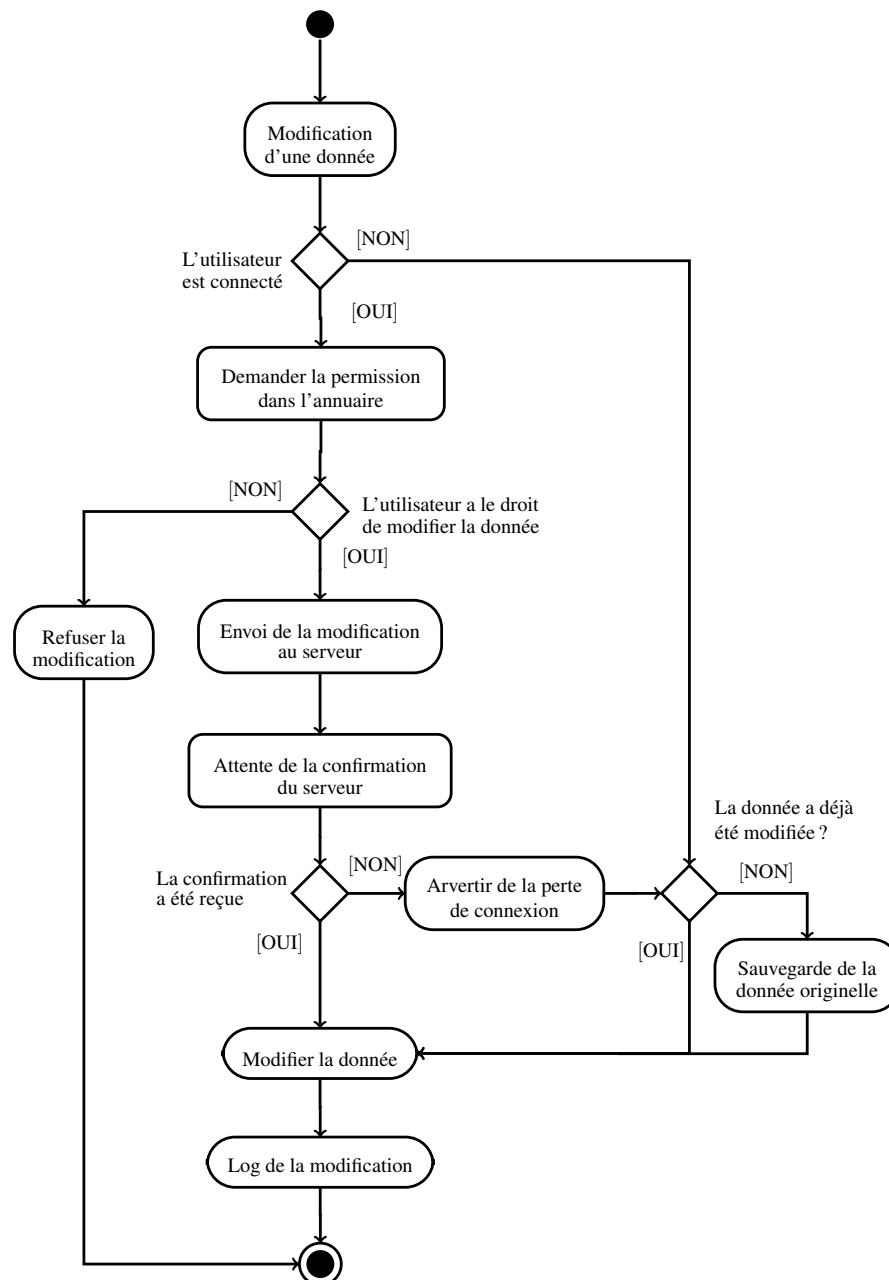 Modification
d'une donnée
[NON]
L'utilisateur
est connecté
[OUI]
Demander la permission
dans l'annuaire
[NON]
L'utilisateur a le droit
de modifier la donnée
[OUI]
Envoi de la modification
au serveur
Refuser la
modification
Attente de la confirmation
du serveur
La donnée a déjà
été modifiée ?
[NON]
La confirmation
a été reçue
Arvertir de la perte
de connexion
[NON]
[OUI]
[OUI]
Sauvegarde de la
donnée originelle
Modifier la donnée
Log de la modification